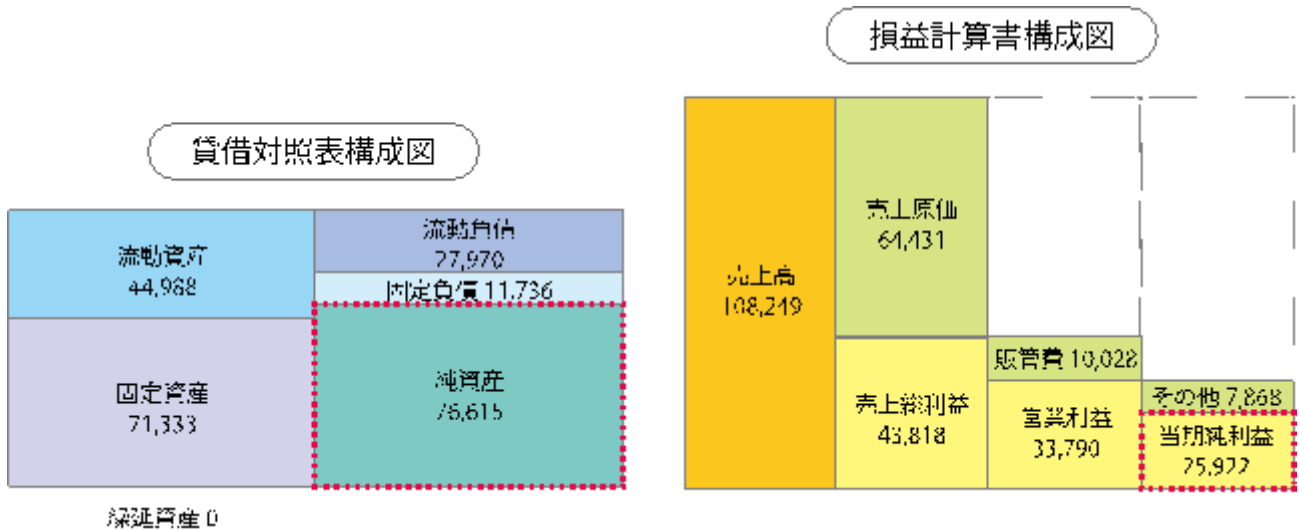 損益計算書構成図
貸借対照表構成図
流動資産
44,988
流動負債
27,970
固定負債 11,786
固定資産
71,383
純資産
76,615
繰延資産 0
売上高
108,249
売上原価
64,431
売上総利益
43,818
販管費 10,028
営業利益
33,790
その他 7,868
当期純利益
25,922